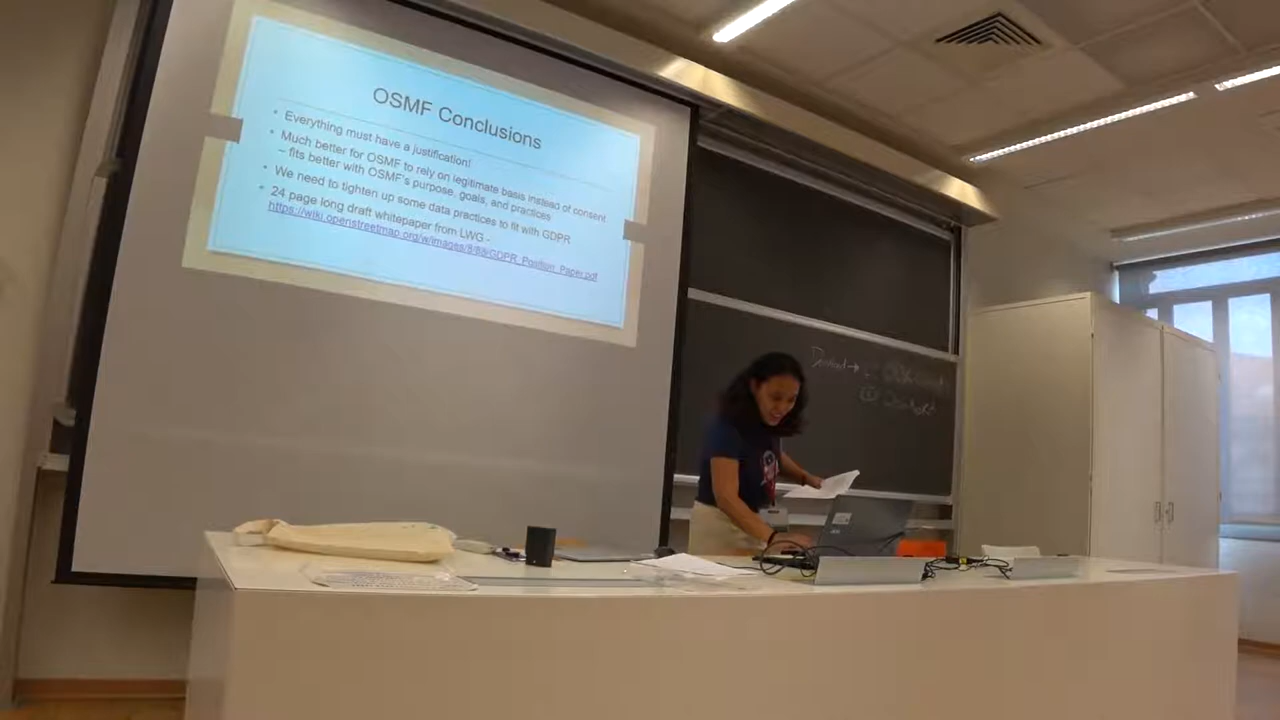 OSMF Conclusions
• Everything must have a justification!
• Much better for OSMF to rely on legitimate basis instead of consent
– fits better with OSMF's purpose, goals, and practices
• We need to tighten up some data practices to fit with GDPR
• 24 page long draft whitepaper from LWG -
https://wiki.openstreetmap.org/w/images/8/88/GDPR_Position_Paper.pdf